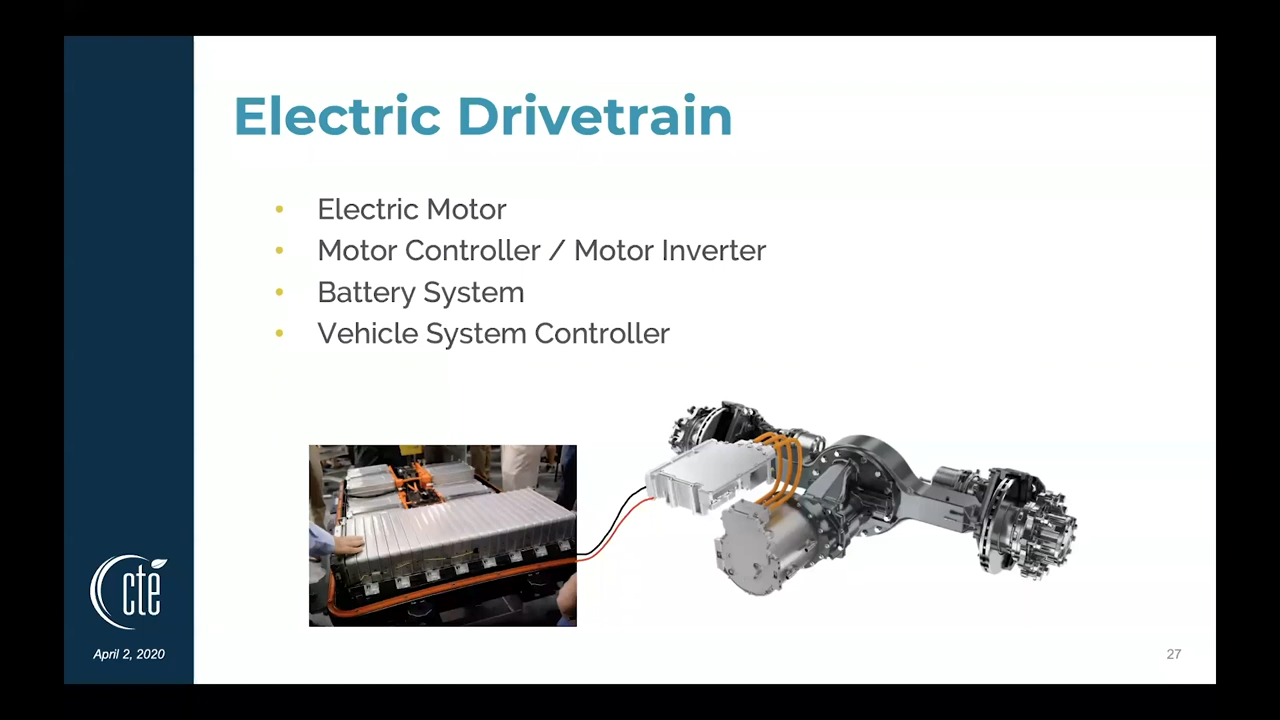 Electric Drivetrain
• Electric Motor
• Motor Controller / Motor Inverter
• Battery System
• Vehicle System Controller
cte
April 2, 2020
27